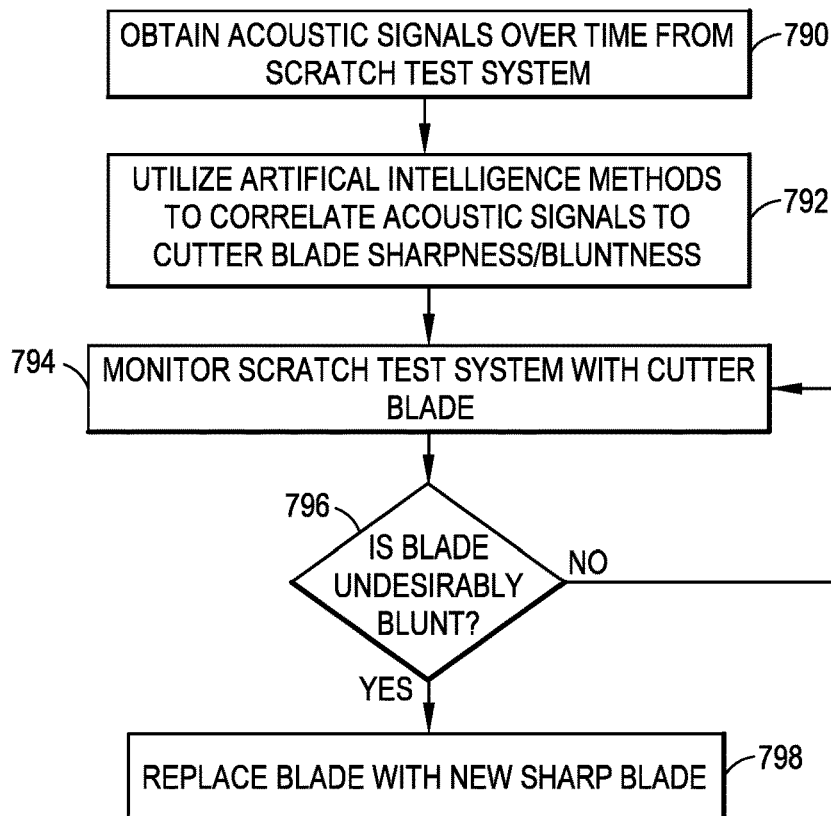 OBTAIN ACOUSTIC SIGNALS OVER TIME FROM
SCRATCH TEST SYSTEM
790
UTILIZE ARTIFICAL INTELLIGENCE METHODS
TO CORRELATE ACOUSTIC SIGNALS TO
CUTTER BLADE SHARPNESS/BLUNTNESS
792
794
MONITOR SCRATCH TEST SYSTEM WITH CUTTER
BLADE
796
IS BLADE
UNDESIRABLY
BLUNT?
NO
YES
REPLACE BLADE WITH NEW SHARP BLADE
798